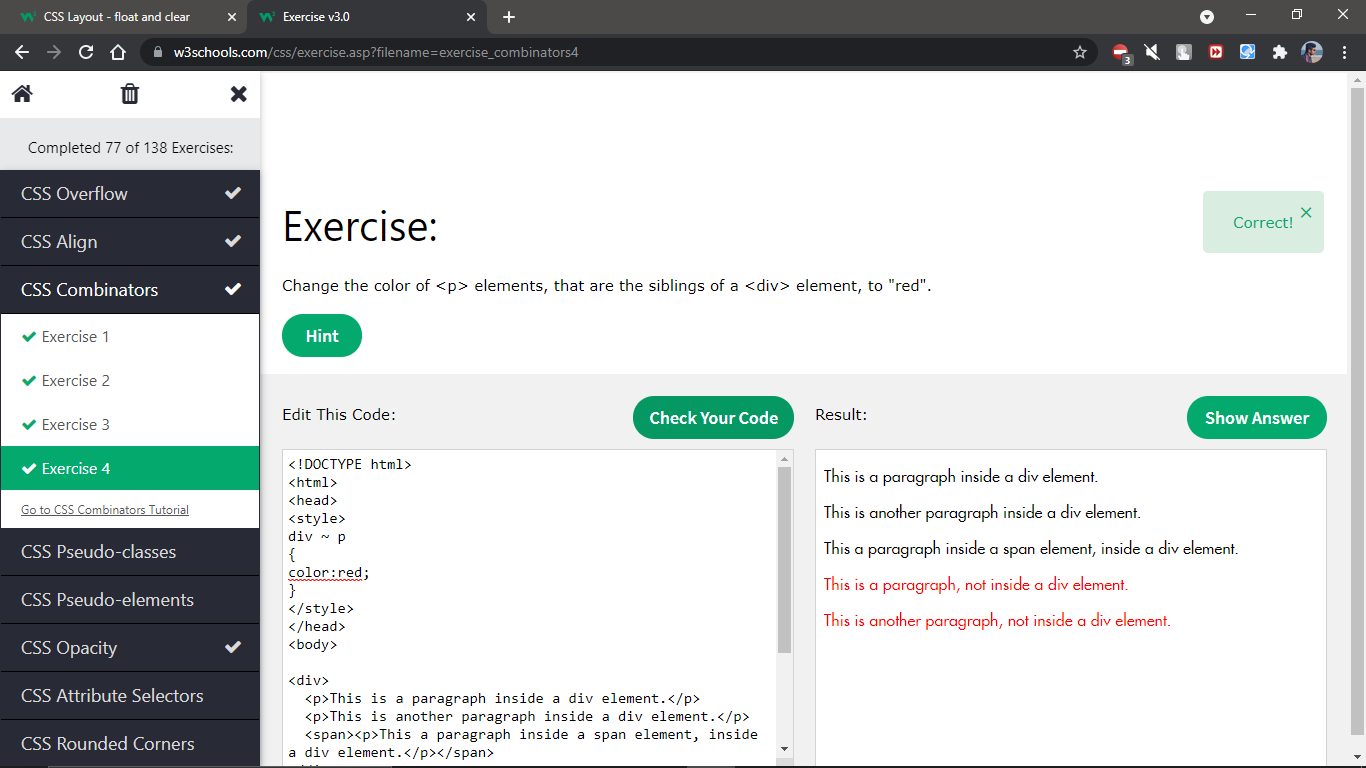 CSS Layout - float and clear
Exercise v3.0
w3schools.com/css/exercise.asp?filename=exercise_combinators4
3
Completed 77 of 138 Exercises:
CSS Overflow
CSS Align
CSS Combinators
Exercise 1
Exercise 2
Exercise 3
Exercise 4
Go to CSS Combinators Tutorial
CSS Pseudo-classes
CSS Pseudo-elements
CSS Opacity
CSS Attribute Selectors
CSS Rounded Corners
Exercise:
Correct!
Change the color of <p> elements, that are the siblings of a <div> element, to "red".
Hint
Edit This Code:
Check Your Code
<!DOCTYPE html>
<html>
<head>
<style>
div ~ p
{
color:red;
}
</style>
</head>
<body>
<div>
<p>This is a paragraph inside a div element.</p>
<p>This is another paragraph inside a div element.</p>
<span><p>This a paragraph inside a span element, inside
a div element.</p></span>
Result:
Show Answer
This is a paragraph inside a div element.
This is another paragraph inside a div element.
This a paragraph inside a span element, inside a div element.
This is a paragraph, not inside a div element.
This is another paragraph, not inside a div element.